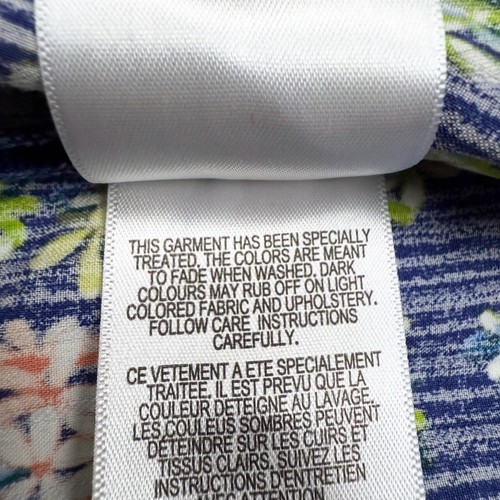 THIS GARMENT HAS BEEN SPECIALLY
TREATED. THE COLORS ARE MEANT
TO FADE WHEN WASHED. DARK
COLOURS MAY RUB OFF ON LIGHT
COLORED FABRIC AND UPHOLSTERY.
FOLLOW CARE INSTRUCTIONS
CAREFULLY.
CE VETEMENT A ETE SPECIALEMENT
TRAITEE. IL EST PREVU QUE LA
COULEUR DETEIGNE AU LAVAGE.
LES COULEUS SOMBRES PEUVENT
DETEINDRE SUR LES CUIRS ET
TISSUS CLAIRS. SUIVEZ LES
INSTRUCTIONS D'ENTRETIEN